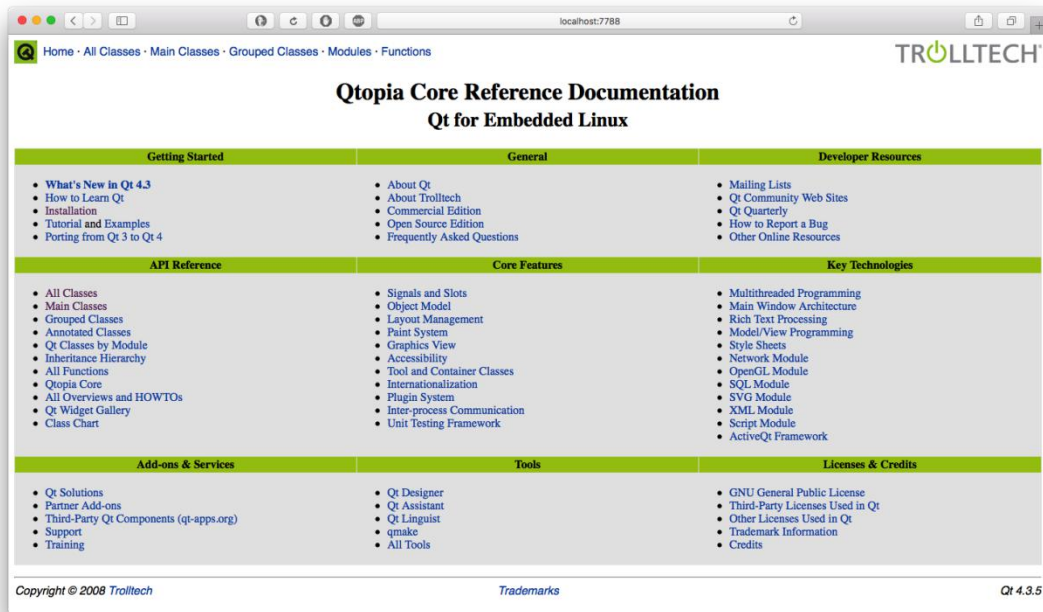 localhost:7788
ABP
Home · All Classes · Main Classes · Grouped Classes · Modules · Functions
TROLLTECH
Qtopia Core Reference Documentation
Qt for Embedded Linux
Getting Started
What's New in Qt 4.3
How to Learn Qt
Installation
Tutorial and Examples
Porting from Qt 3 to Qt 4
General
About Qt
About Trolltech
Commercial Edition
Open Source Edition
Frequently Asked Questions
Developer Resources
Mailing Lists
Qt Community Web Sites
Qt Quarterly
How to Report a Bug
Other Online Resources
API Reference
All Classes
Main Classes
Grouped Classes
Annotated Classes
Qt Classes by Module
Inheritance Hierarchy
All Functions
Qtopia Core
All Overviews and HOWTOs
Qt Widget Gallery
Class Chart
Core Features
Signals and Slots
Object Model
Layout Management
Paint System
Graphics View
Accessibility
Tool and Container Classes
Internationalization
Plugin System
Inter-process Communication
Unit Testing Framework
Key Technologies
Multithreaded Programming
Main Window Architecture
Rich Text Processing
Model/View Programming
Style Sheets
Network Module
OpenGL Module
SQL Module
SVG Module
XML Module
Script Module
ActiveQt Framework
Add-ons & Services
Qt Solutions
Partner Add-ons
Third-Party Qt Components (qt-apps.org)
Support
Training
Tools
Qt Designer
Qt Assistant
Qt Linguist
qmake
All Tools
Licenses & Credits
GNU General Public License
Third-Party Licenses Used in Qt
Other Licenses Used in Qt
Trademark Information
Credits
Copyright © 2008 Trolltech
Trademarks
Qt 4.3.5